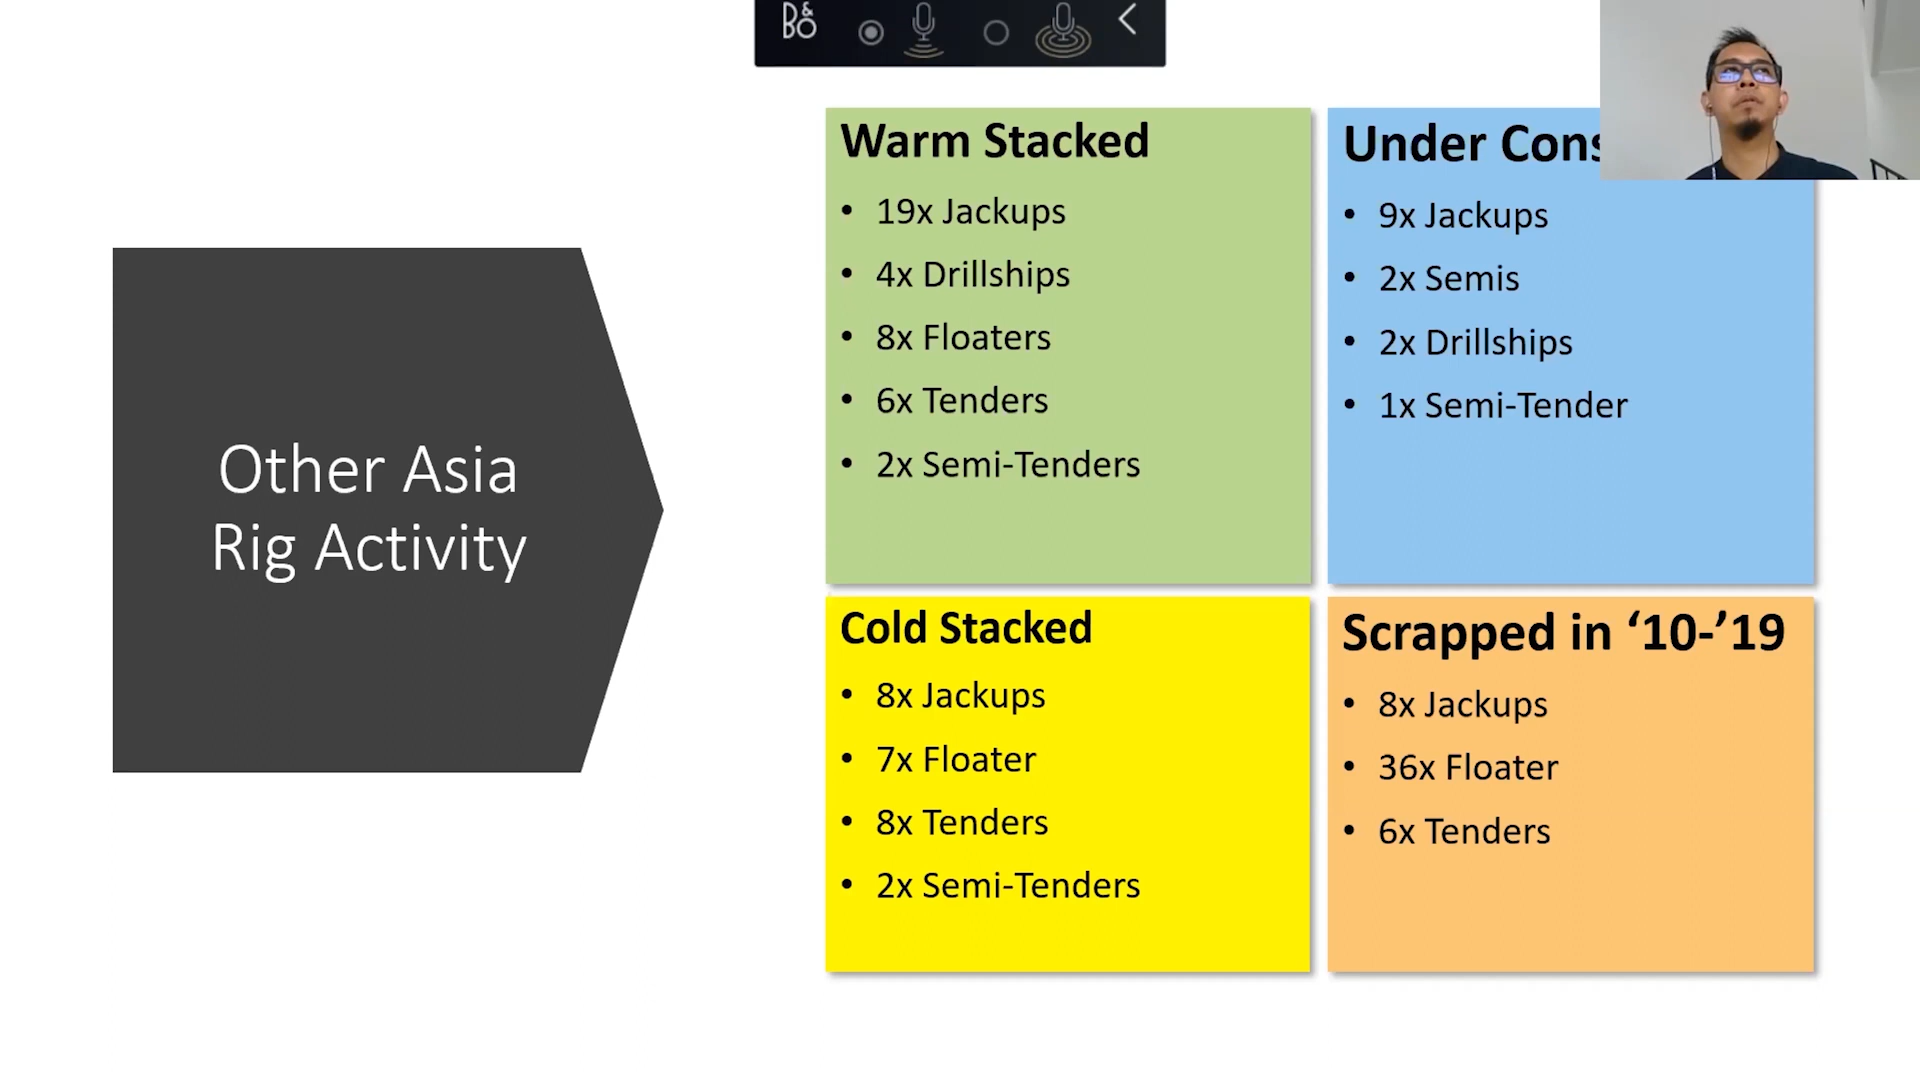 B&O
Other Asia
Rig Activity
Warm Stacked
• 19x Jackups
• 4x Drillships
• 8x Floaters
• 6x Tenders
• 2x Semi-Tenders
Under Cons
• 9x Jackups
• 2x Semis
• 2x Drillships
• 1x Semi-Tender
Cold Stacked
• 8x Jackups
• 7x Floater
• 8x Tenders
• 2x Semi-Tenders
Scrapped in ‘10-’19
• 8x Jackups
• 36x Floater
• 6x Tenders